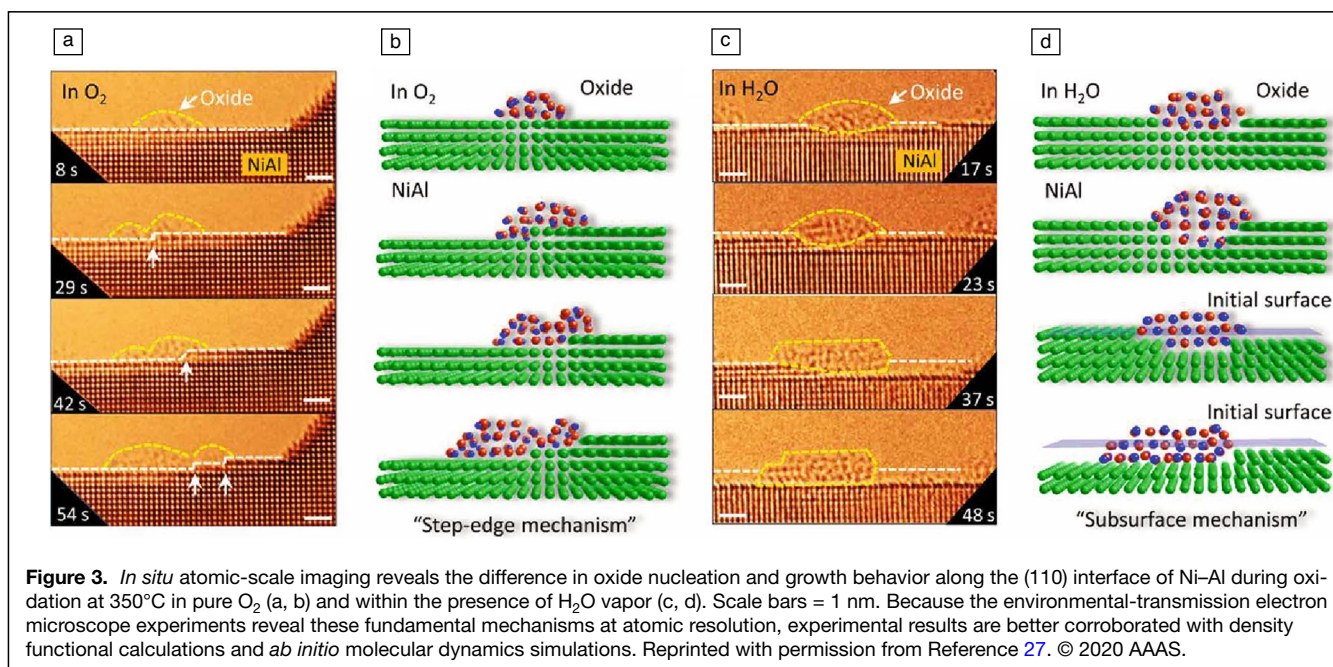 a
b
c
d
In O₂
Oxide
NiAl
8 s
29 s
42 s
54 s
In O₂
Oxide
NiAl
"Step-edge mechanism"
In H₂O
Oxide
NiAl
17 s
23 s
37 s
48 s
In H₂O
Oxide
NiAl
Initial surface
Initial surface
"Subsurface mechanism"
Figure 3. In situ atomic-scale imaging reveals the difference in oxide nucleation and growth behavior along the (110) interface of Ni–Al during oxi-
dation at 350°C in pure O₂ (a, b) and within the presence of H₂O vapor (c, d). Scale bars = 1 nm. Because the environmental-transmission electron
microscope experiments reveal these fundamental mechanisms at atomic resolution, experimental results are better corroborated with density
functional calculations and ab initio molecular dynamics simulations. Reprinted with permission from Reference 27. © 2020 AAAS.